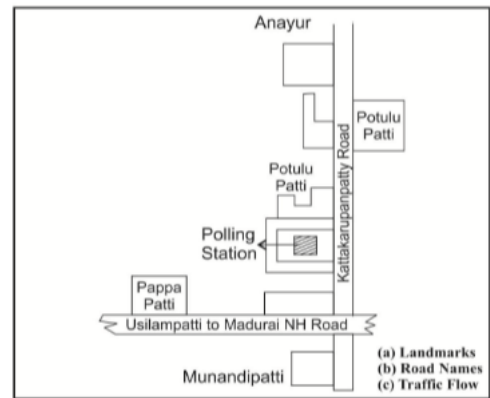 Anayur
Potulu
Patti
Kattakarupanpatty Road
Potulu
Patti
Polling
Station
Pappa
Patti
Usilampatti to Madurai NH Road
Munandipatti
(a) Landmarks
(b) Road Names
(c) Traffic Flow